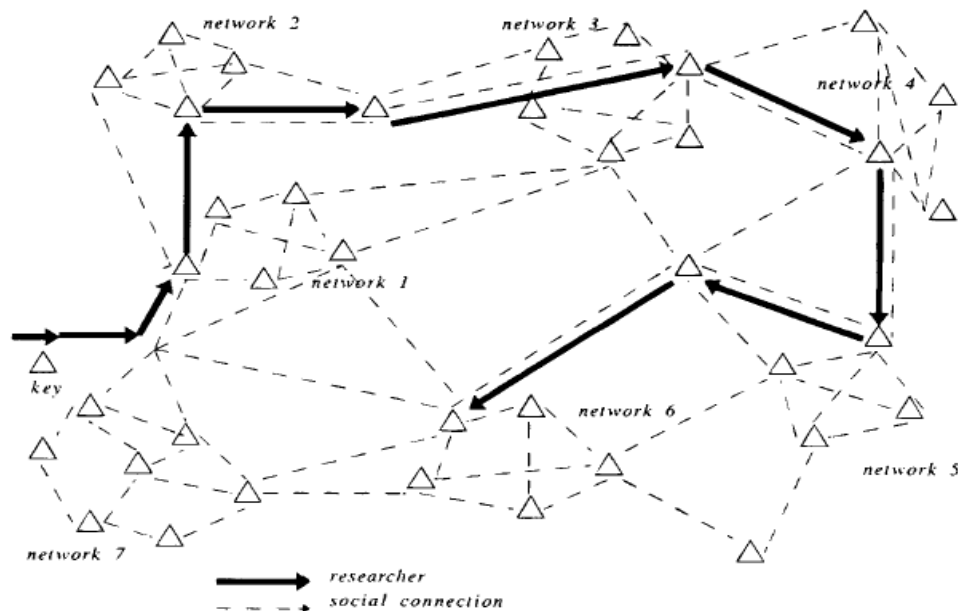 network 2
network 3
network 4
network 1
key
network 6
network 5
network 7
researcher
social connection